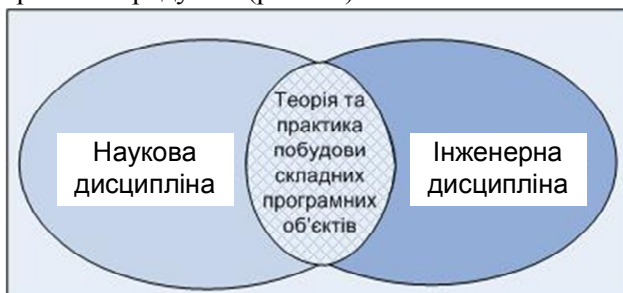 Наукова
дисципліна
Теорія та
практика
побудови
складних
програмних
об'єктів
Інженерна
дисципліна